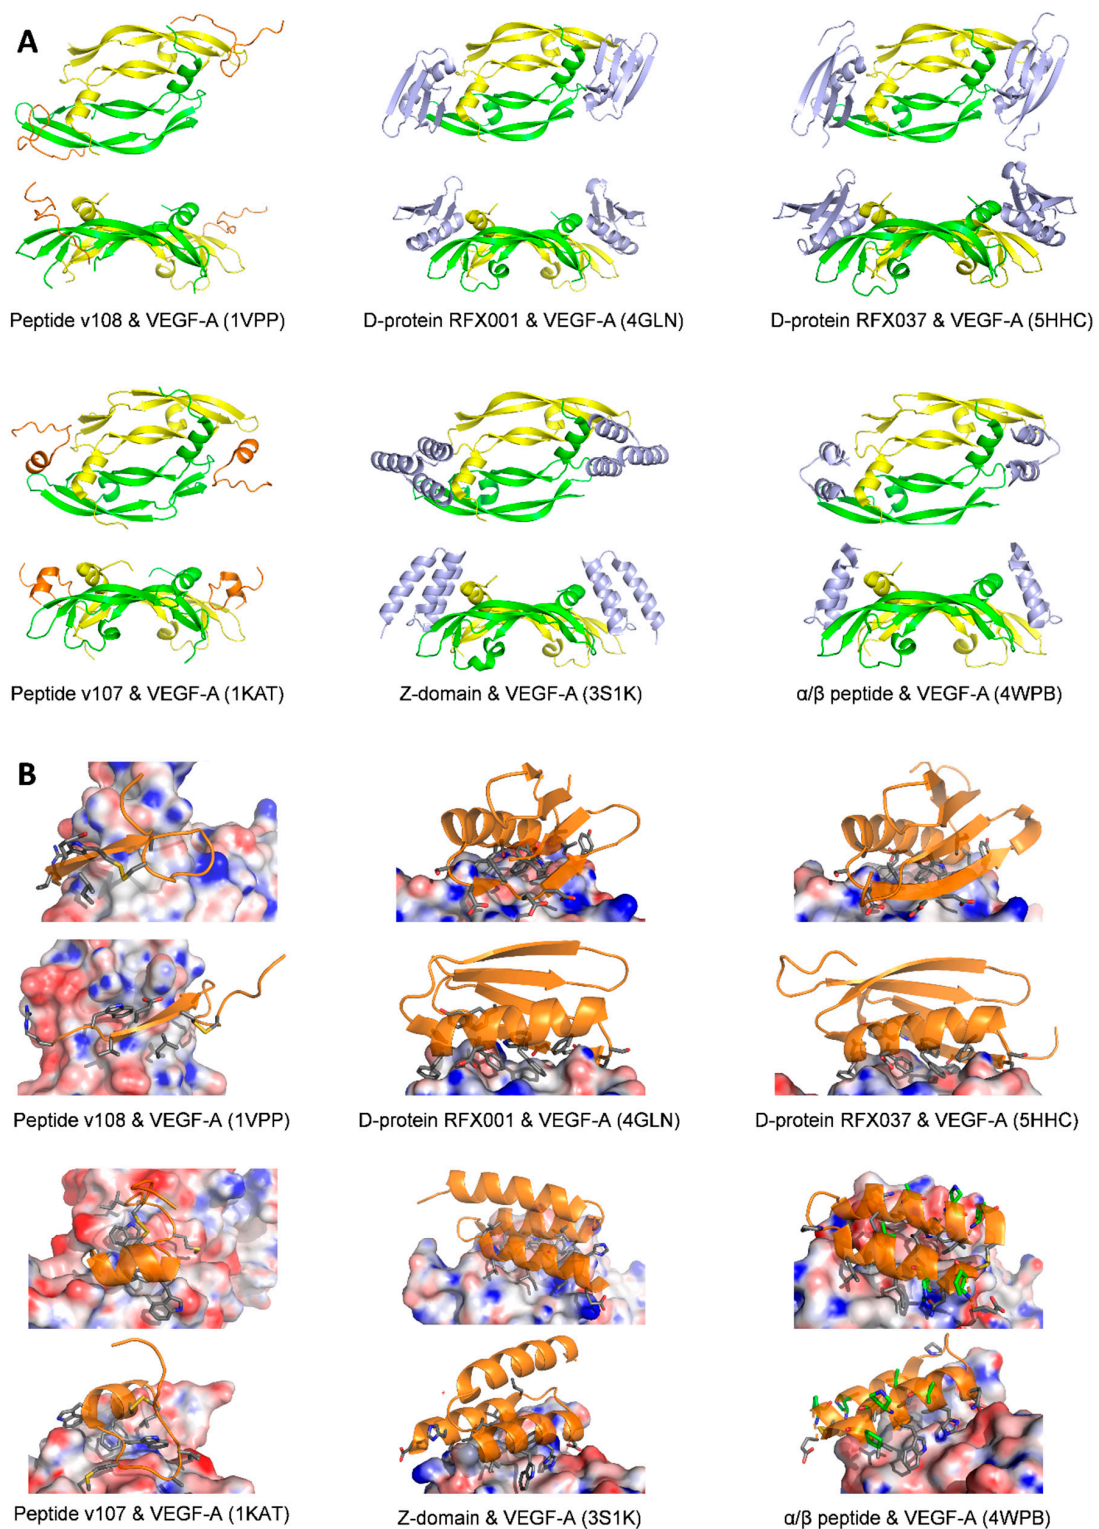 A
Peptide v108 & VEGF-A (1VPP)
D-protein RFX001 & VEGF-A (4GLN)
D-protein RFX037 & VEGF-A (5HHC)
Peptide v107 & VEGF-A (1KAT)
Z-domain & VEGF-A (3S1K)
α/β peptide & VEGF-A (4WPB)
B
Peptide v108 & VEGF-A (1VPP)
D-protein RFX001 & VEGF-A (4GLN)
D-protein RFX037 & VEGF-A (5HHC)
Peptide v107 & VEGF-A (1KAT)
Z-domain & VEGF-A (3S1K)
α/β peptide & VEGF-A (4WPB)